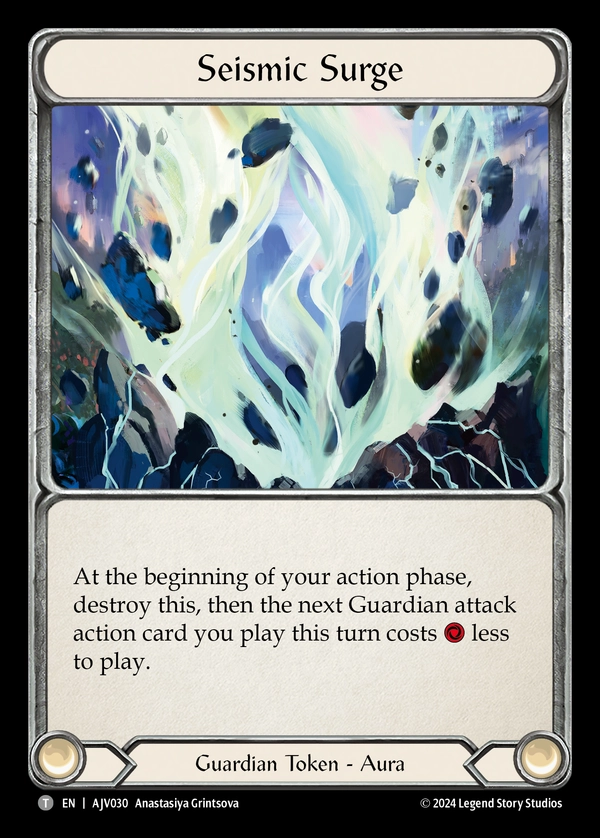 Seismic Surge
At the beginning of your action phase,
destroy this, then the next Guardian attack
action card you play this turn costs less
to play.
Guardian Token - Aura
T EN | AJV030 Anastasiya Grintsova © 2024 Legend Story Studios